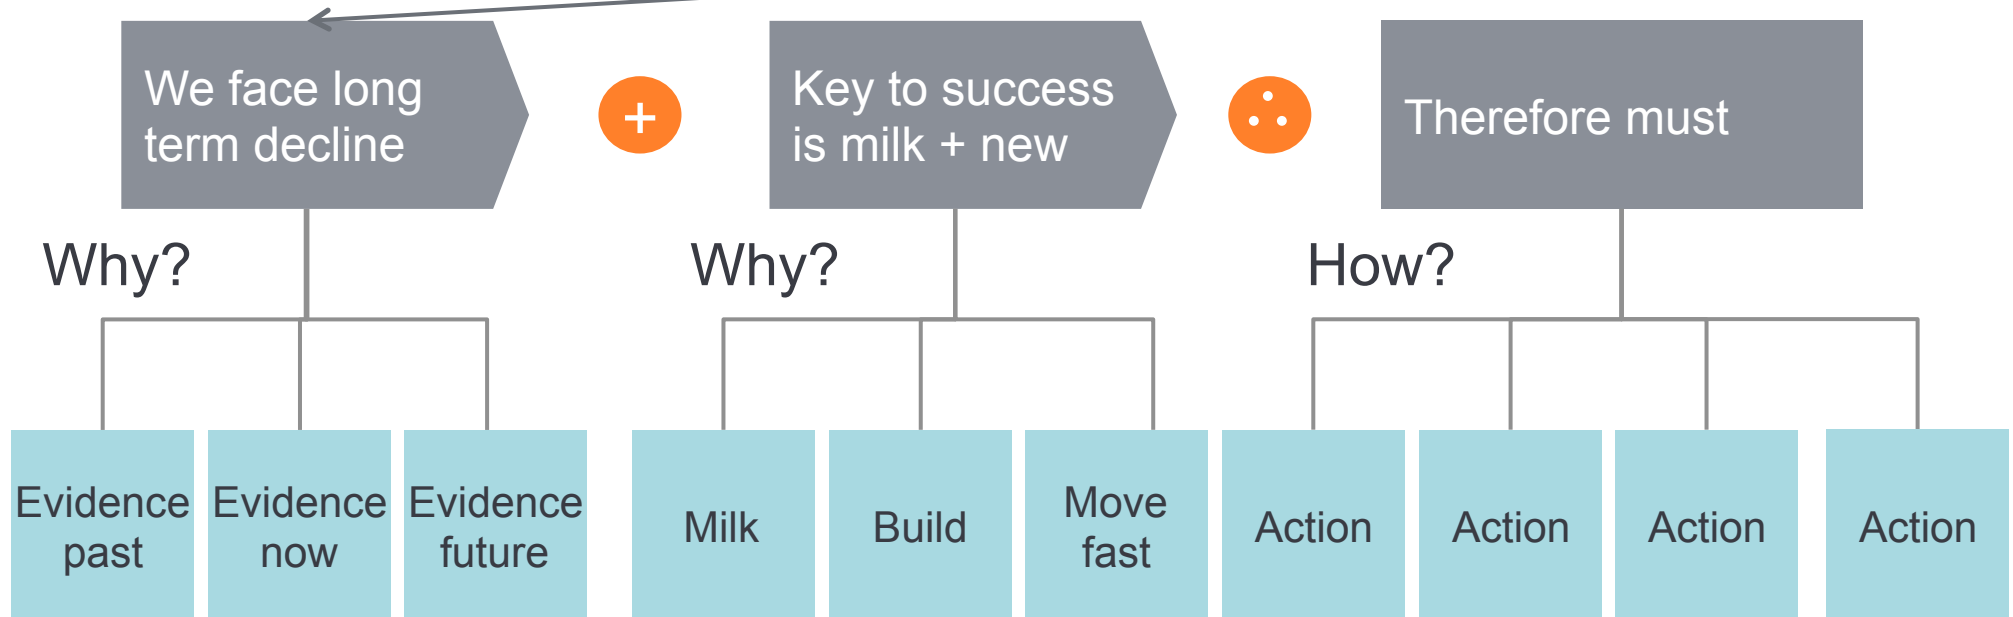 We face long
term decline
+
Key to success
is milk + new
∴
Therefore must
Why?
Why?
How?
Evidence
past
Evidence
now
Evidence
future
Milk
Build
Move
fast
Action
Action
Action
Action